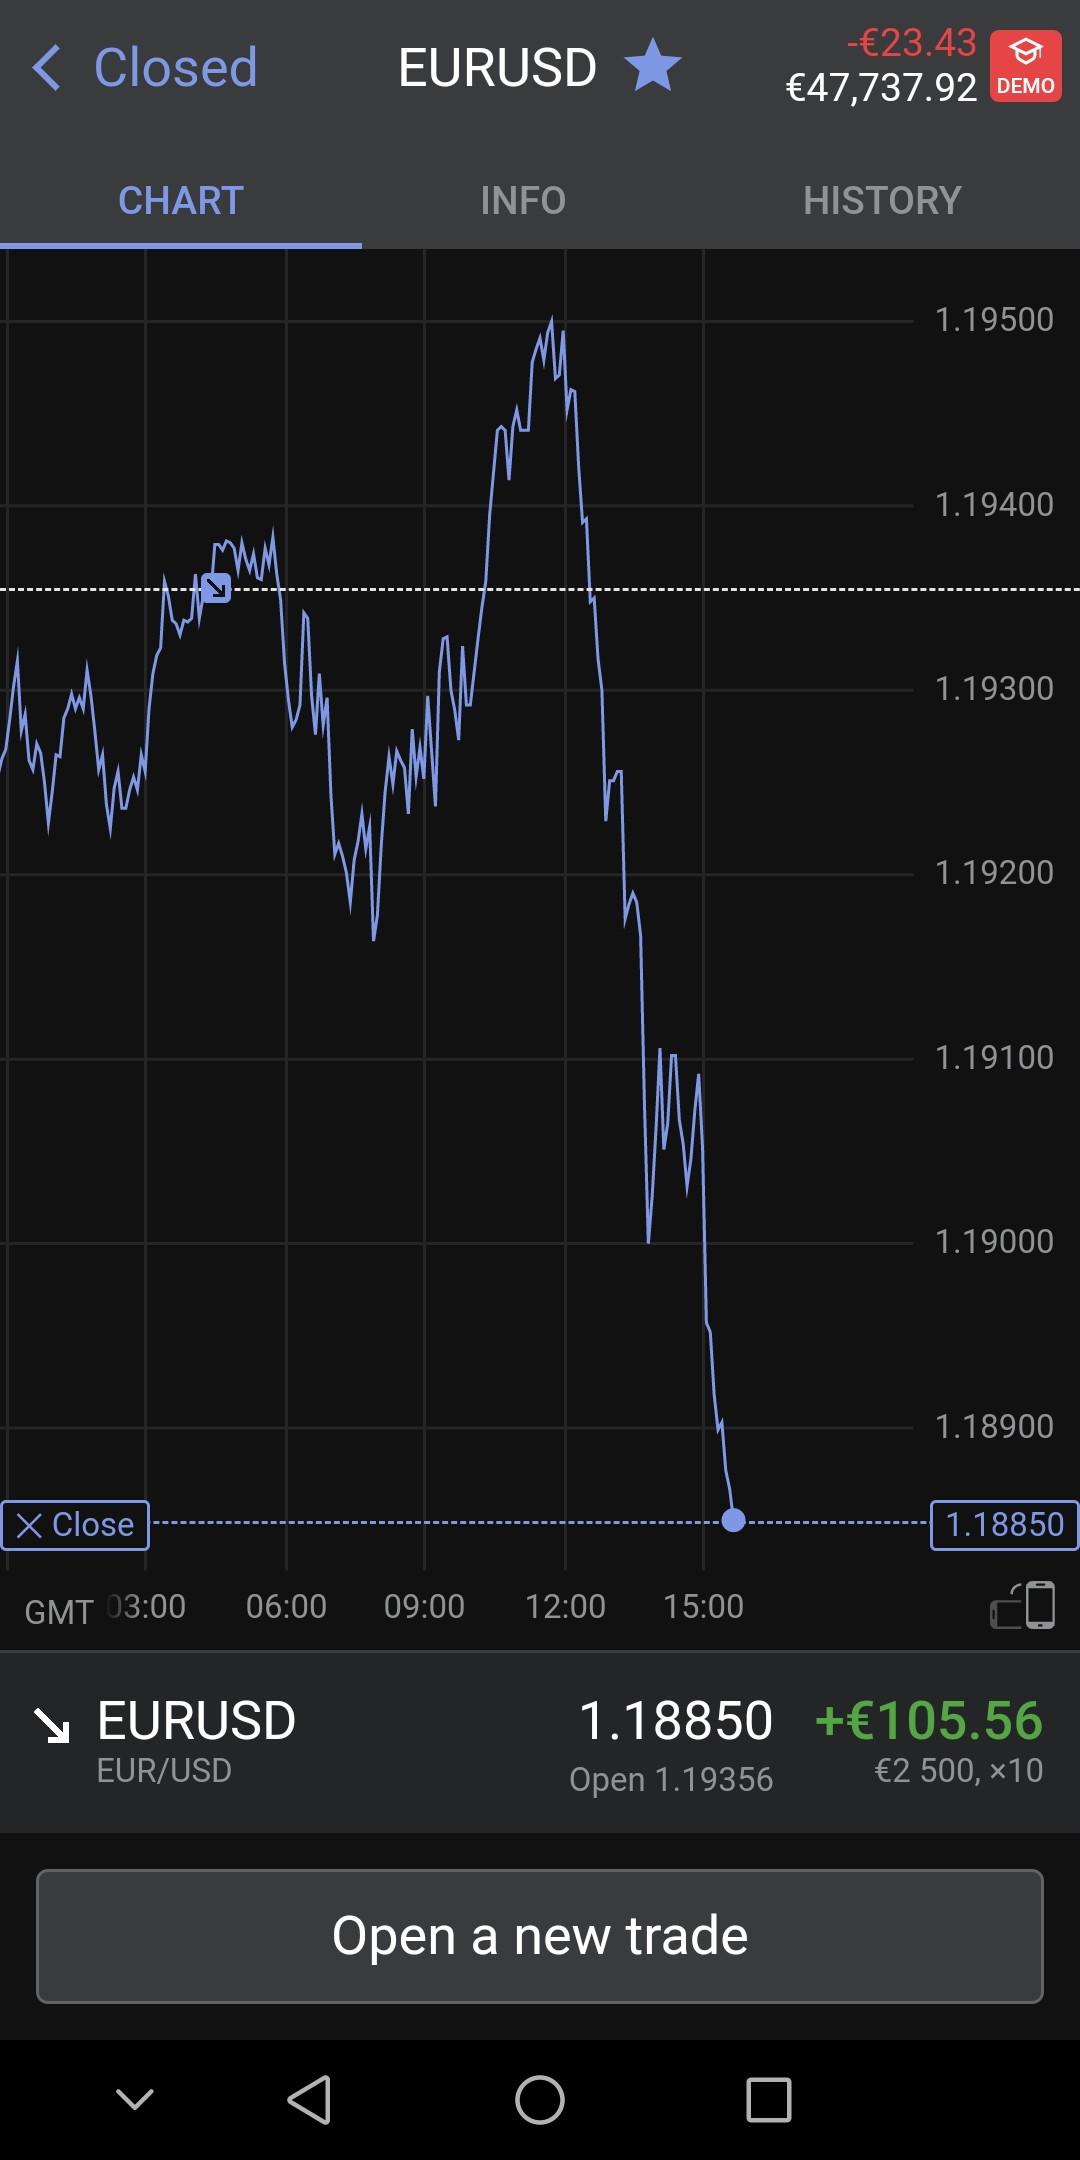 Closed
EURUSD
-€23.43
€47,737.92
DEMO
CHART
INFO
HISTORY
1.19500
1.19400
1.19300
1.19200
1.19100
1.19000
1.18900
Close
1.18850
GMT
03:00
06:00
09:00
12:00
15:00
EURUSD
1.18850
+€105.56
EUR/USD
Open 1.19356
€2 500, ×10
Open a new trade